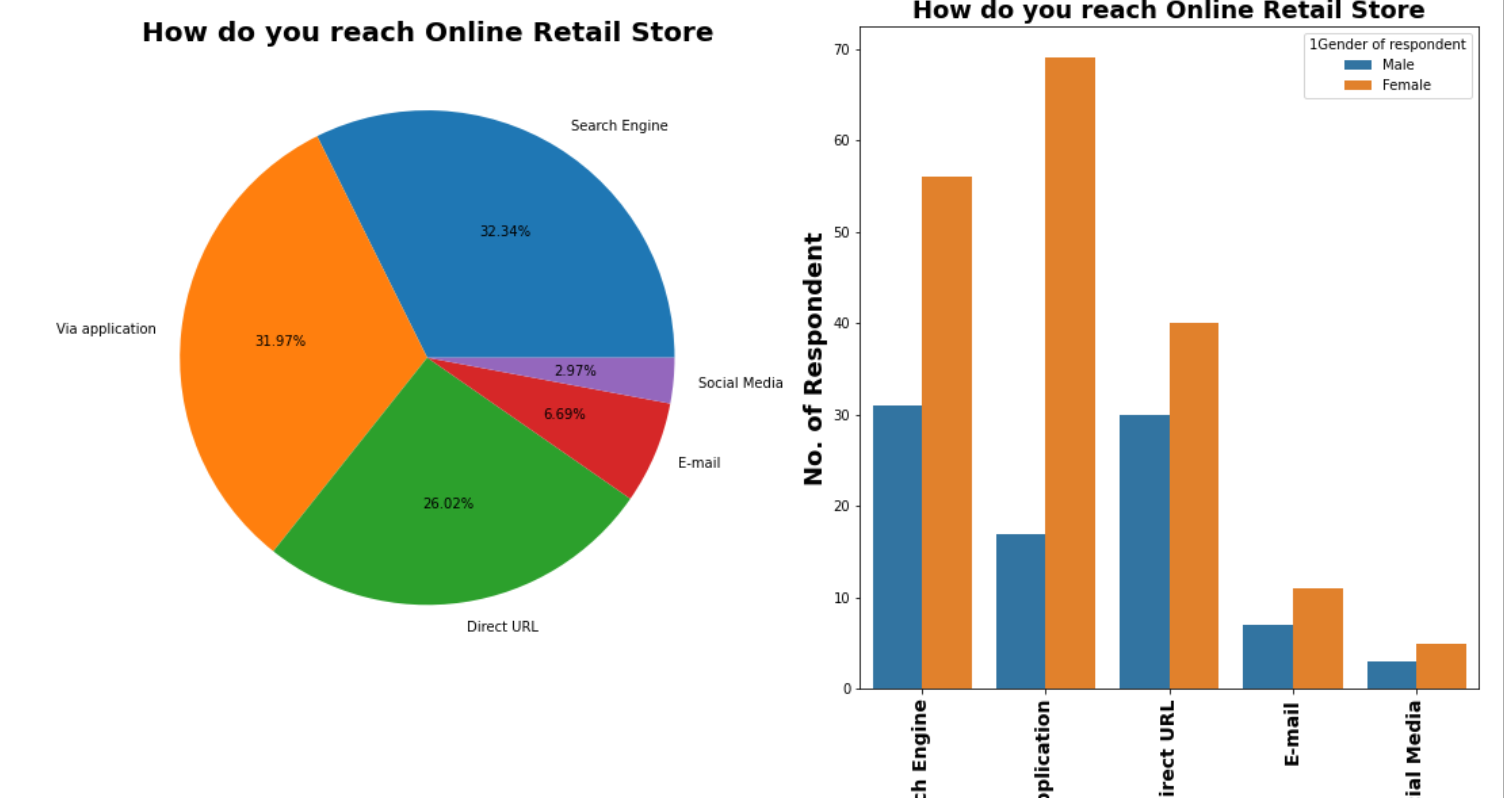 How do you reach Online Retail Store
Search Engine
32.34%
Via application
31.97%
2.97%
Social Media
6.69%
E-mail
26.02%
Direct URL
How do you reach Online Retail Store
1Gender of respondent
Male
Female
No. of Respondent
70
60
50
40
30
20
10
0
ch Engine
pplication
irect URL
E-mail
ial Media